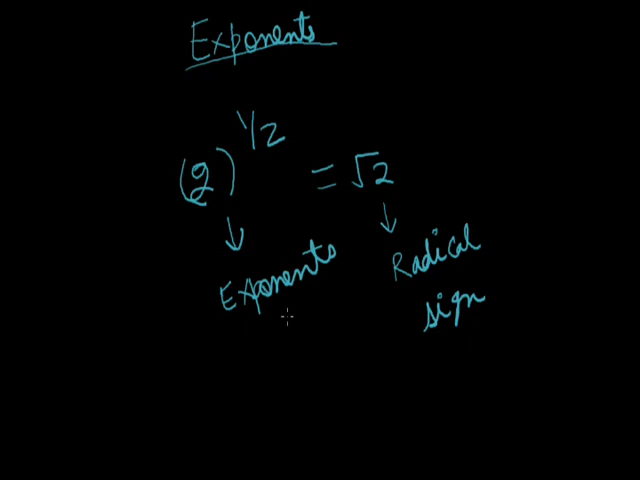 Exponents
(2)^1/2 = √2
↓ ↓
Exponents Radical
sign